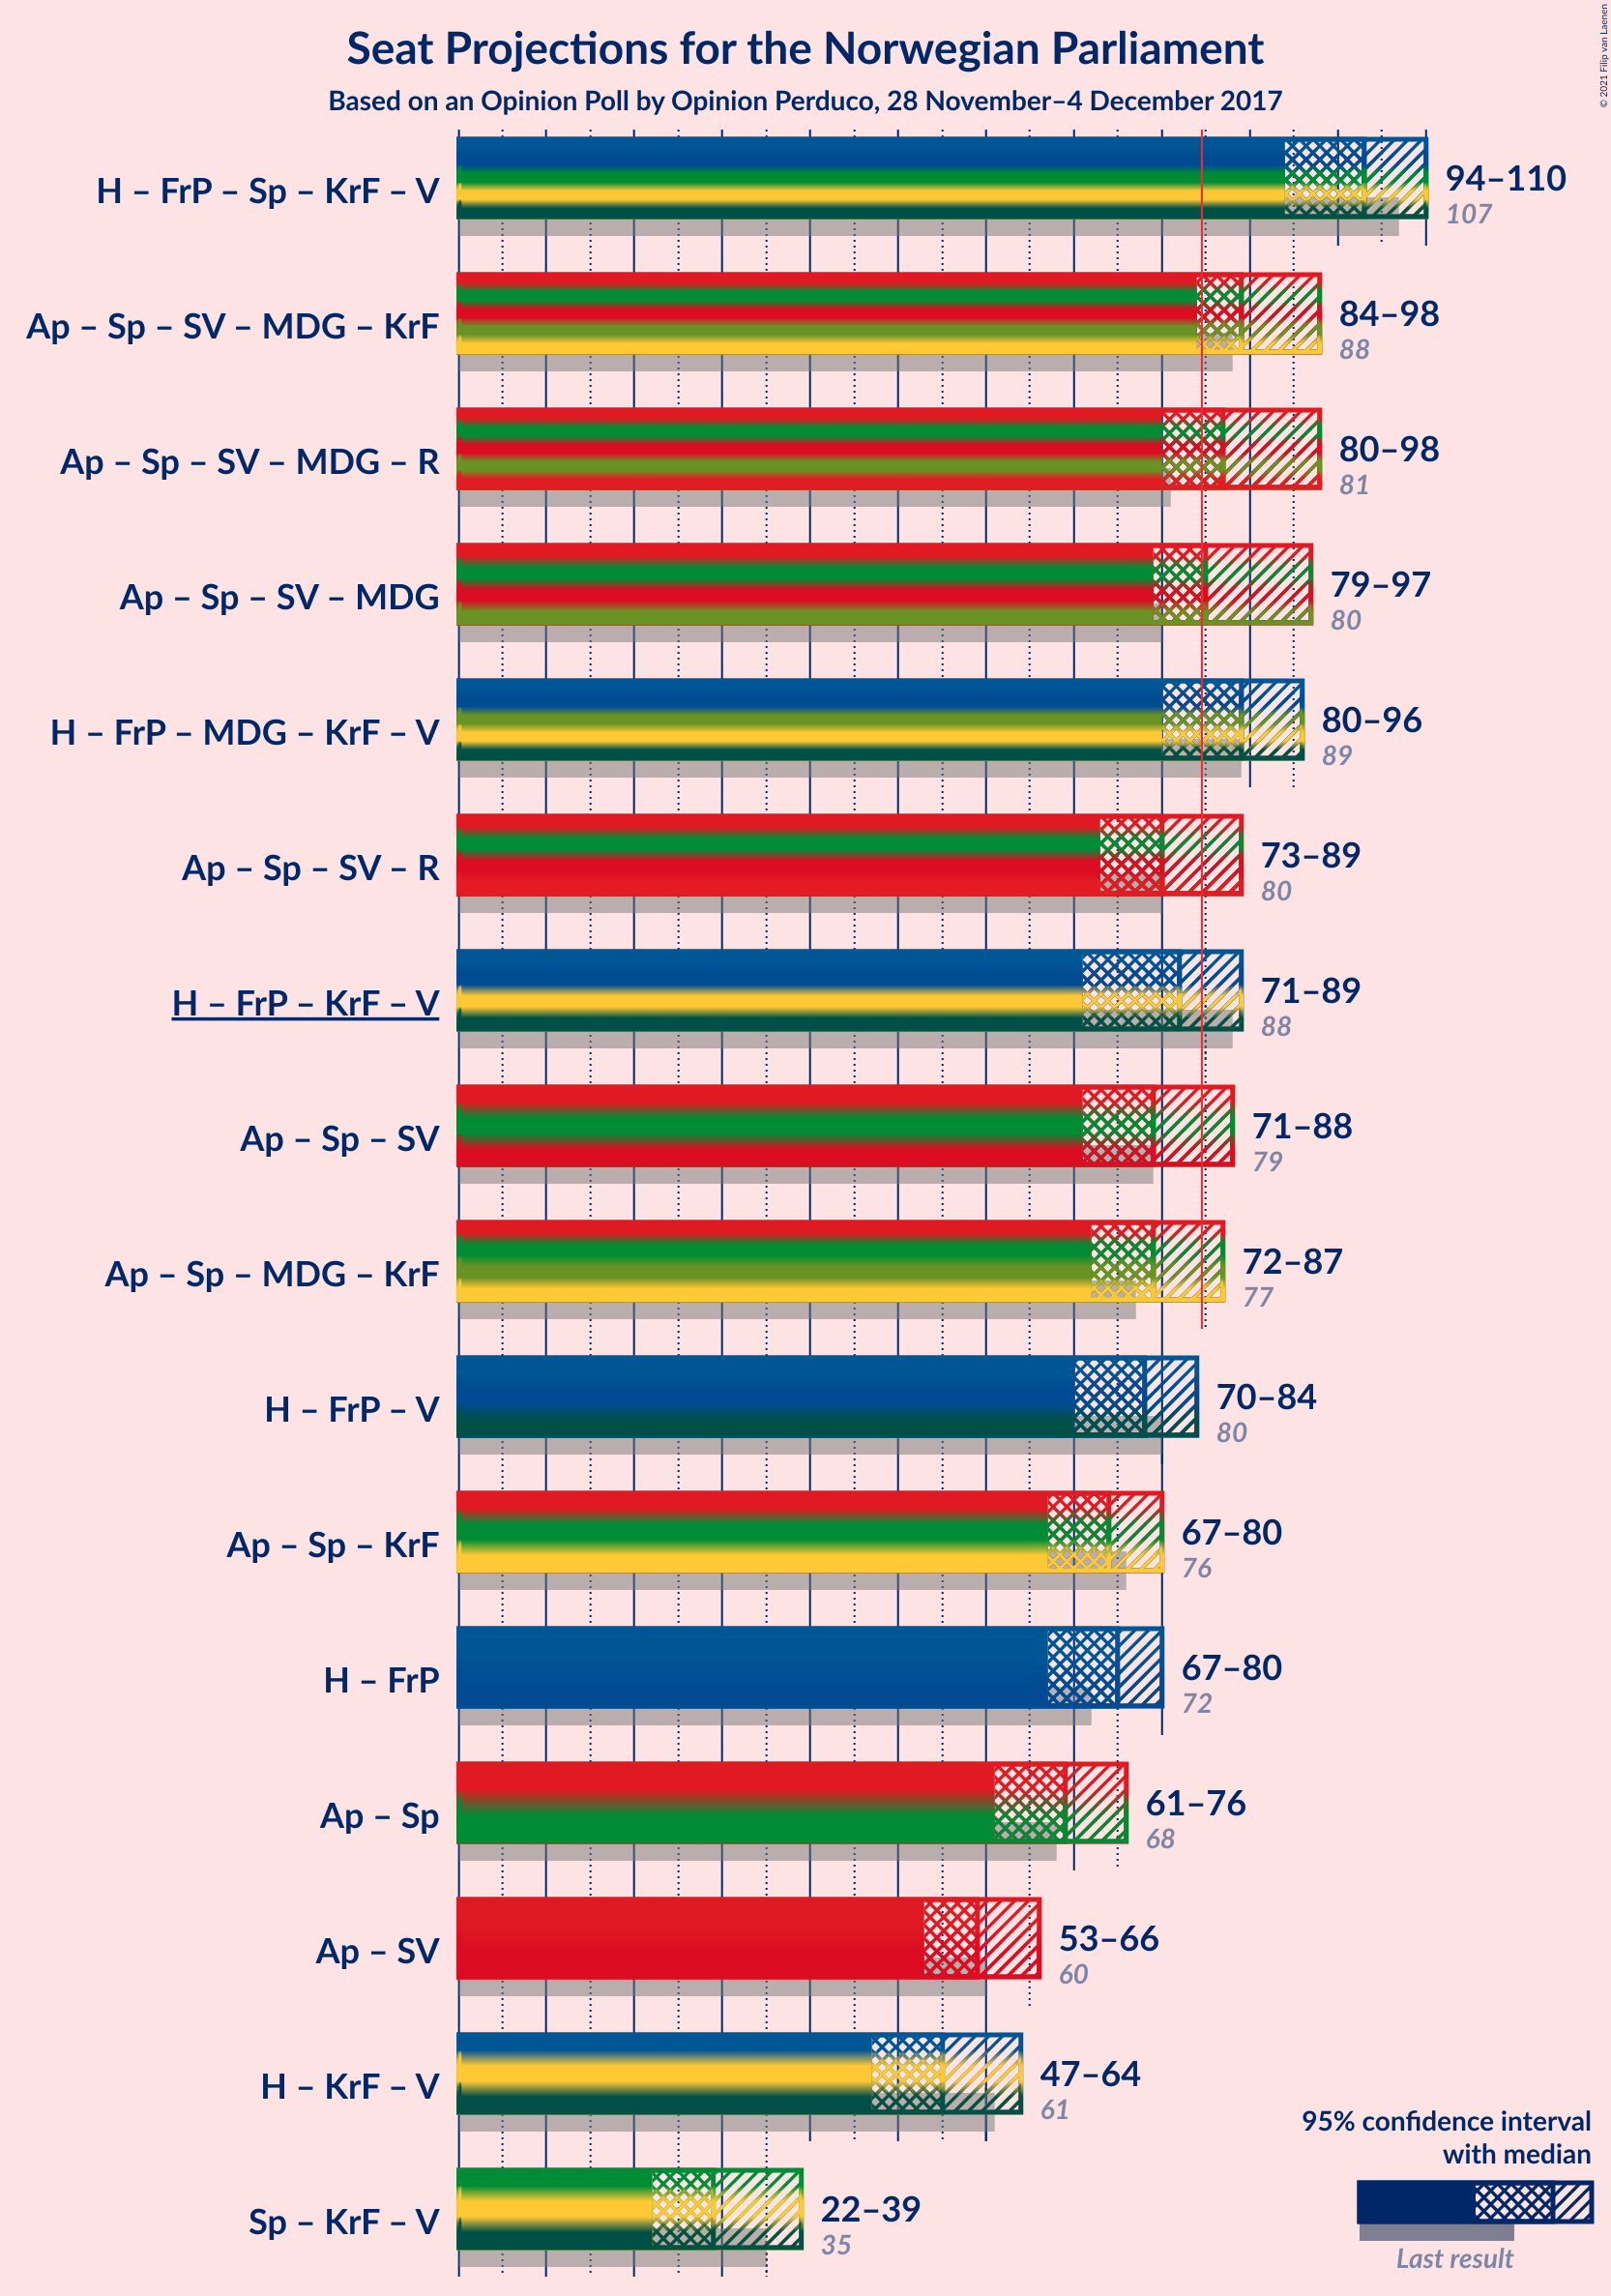 Seat Projections for the Norwegian Parliament
Based on an Opinion Poll by Opinion Perduco, 28 November–4 December 2017
© 2021 Filip van Laenen
H – FrP – Sp – KrF – V
94–110
107
Ap – Sp – SV – MDG – KrF
84–98
88
Ap – Sp – SV – MDG – R
80–98
81
Ap – Sp – SV – MDG
79–97
80
H – FrP – MDG – KrF – V
80–96
89
Ap – Sp – SV – R
73–89
80
H – FrP – KrF – V
71–89
88
Ap – Sp – SV
71–88
79
Ap – Sp – MDG – KrF
72–87
77
H – FrP – V
70–84
80
Ap – Sp – KrF
67–80
76
H – FrP
67–80
72
Ap – Sp
61–76
68
Ap – SV
53–66
60
H – KrF – V
47–64
61
Sp – KrF – V
22–39
35
95% confidence interval
with median
Last result